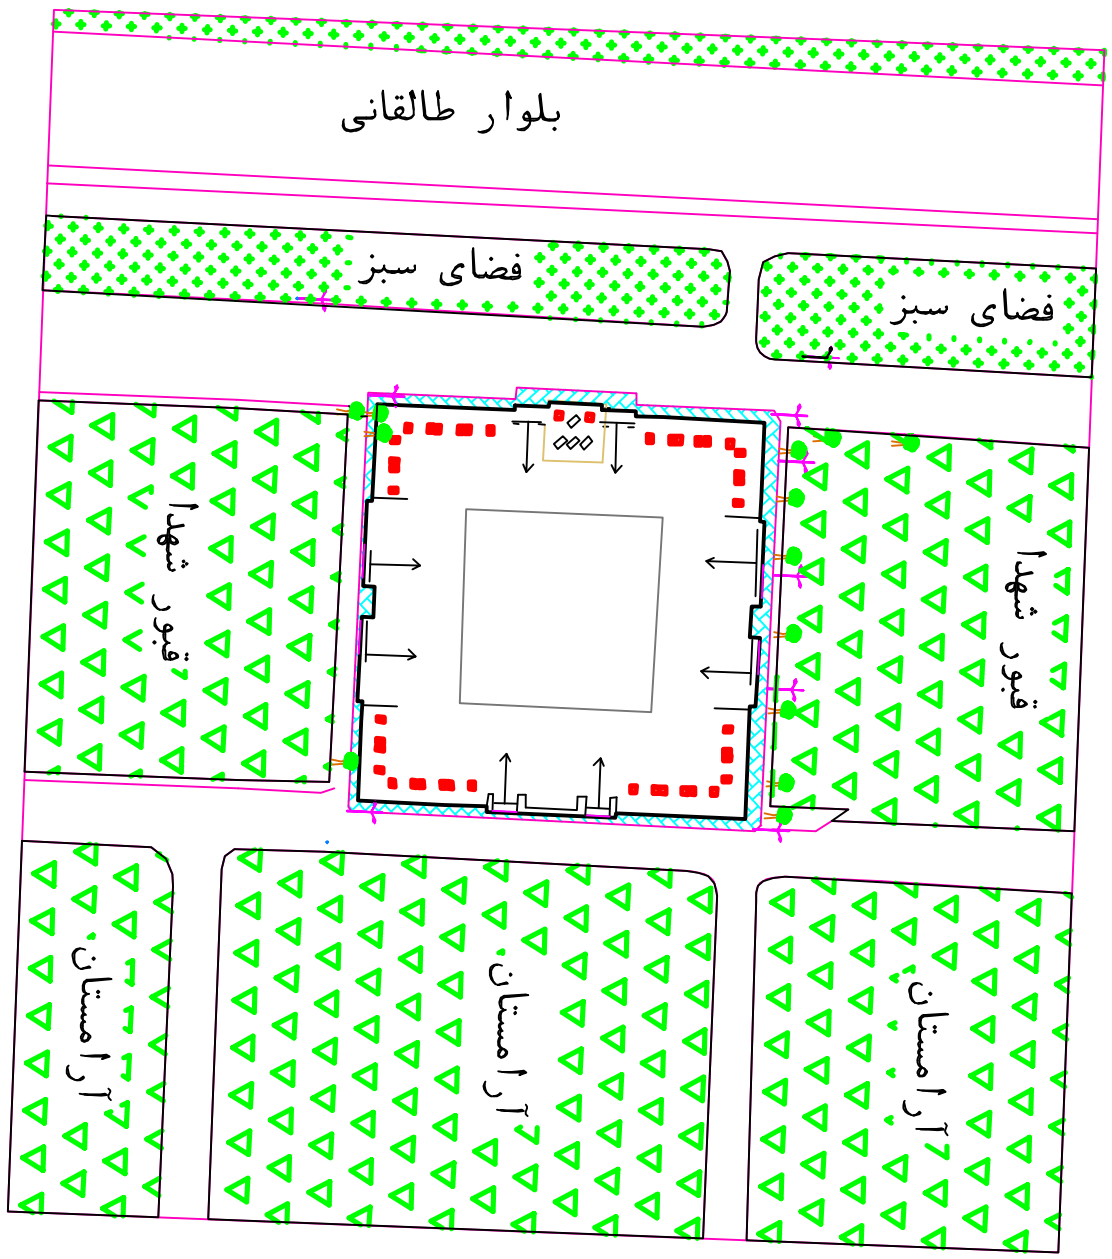 بلوار طالقانی
فضای سبز
فضای سبز
قبور شهدا
قبور شهدا
آرامستان
آرامستان
آرامستان